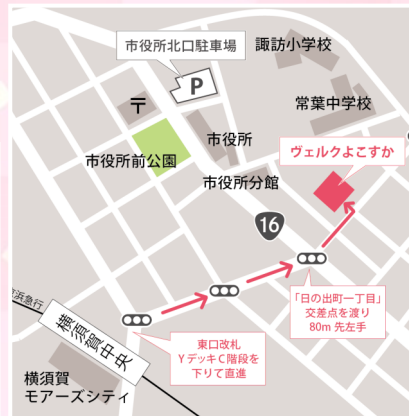 市役所北口駐車場
諏訪小学校
P
〒
常葉中学校
市役所
ヴェルクよこすか
市役所前公園
市役所分館
16
「日の出町一丁目」
交差点を渡り
80m 先左手
浜急行
横須賀中央
東口改札
YデッキC階段を
下りて直進
横須賀
モアーズシティ